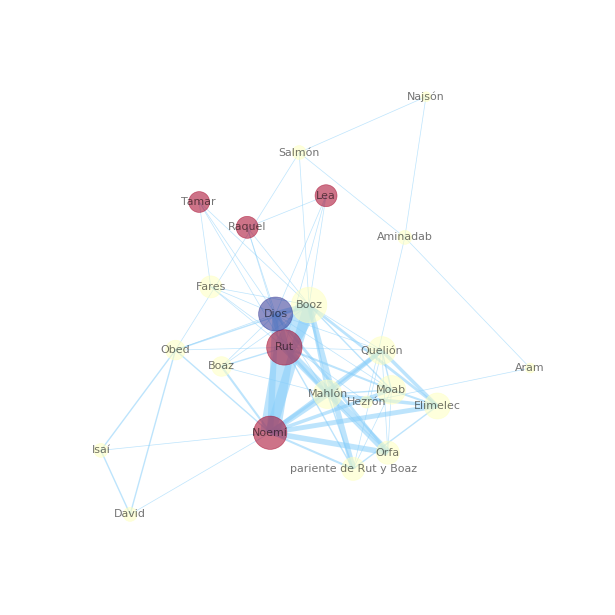 Najsón
Salmón
Lea
Tamar
Raquel
Aminadab
Fares
Booz
Dios
Rut
Obed
Quelión
Boaz
Aram
Moab
Mahlón
Hezrón
Elimelec
Noemí
Isaí
Orfa
pariente de Rut y Boaz
David